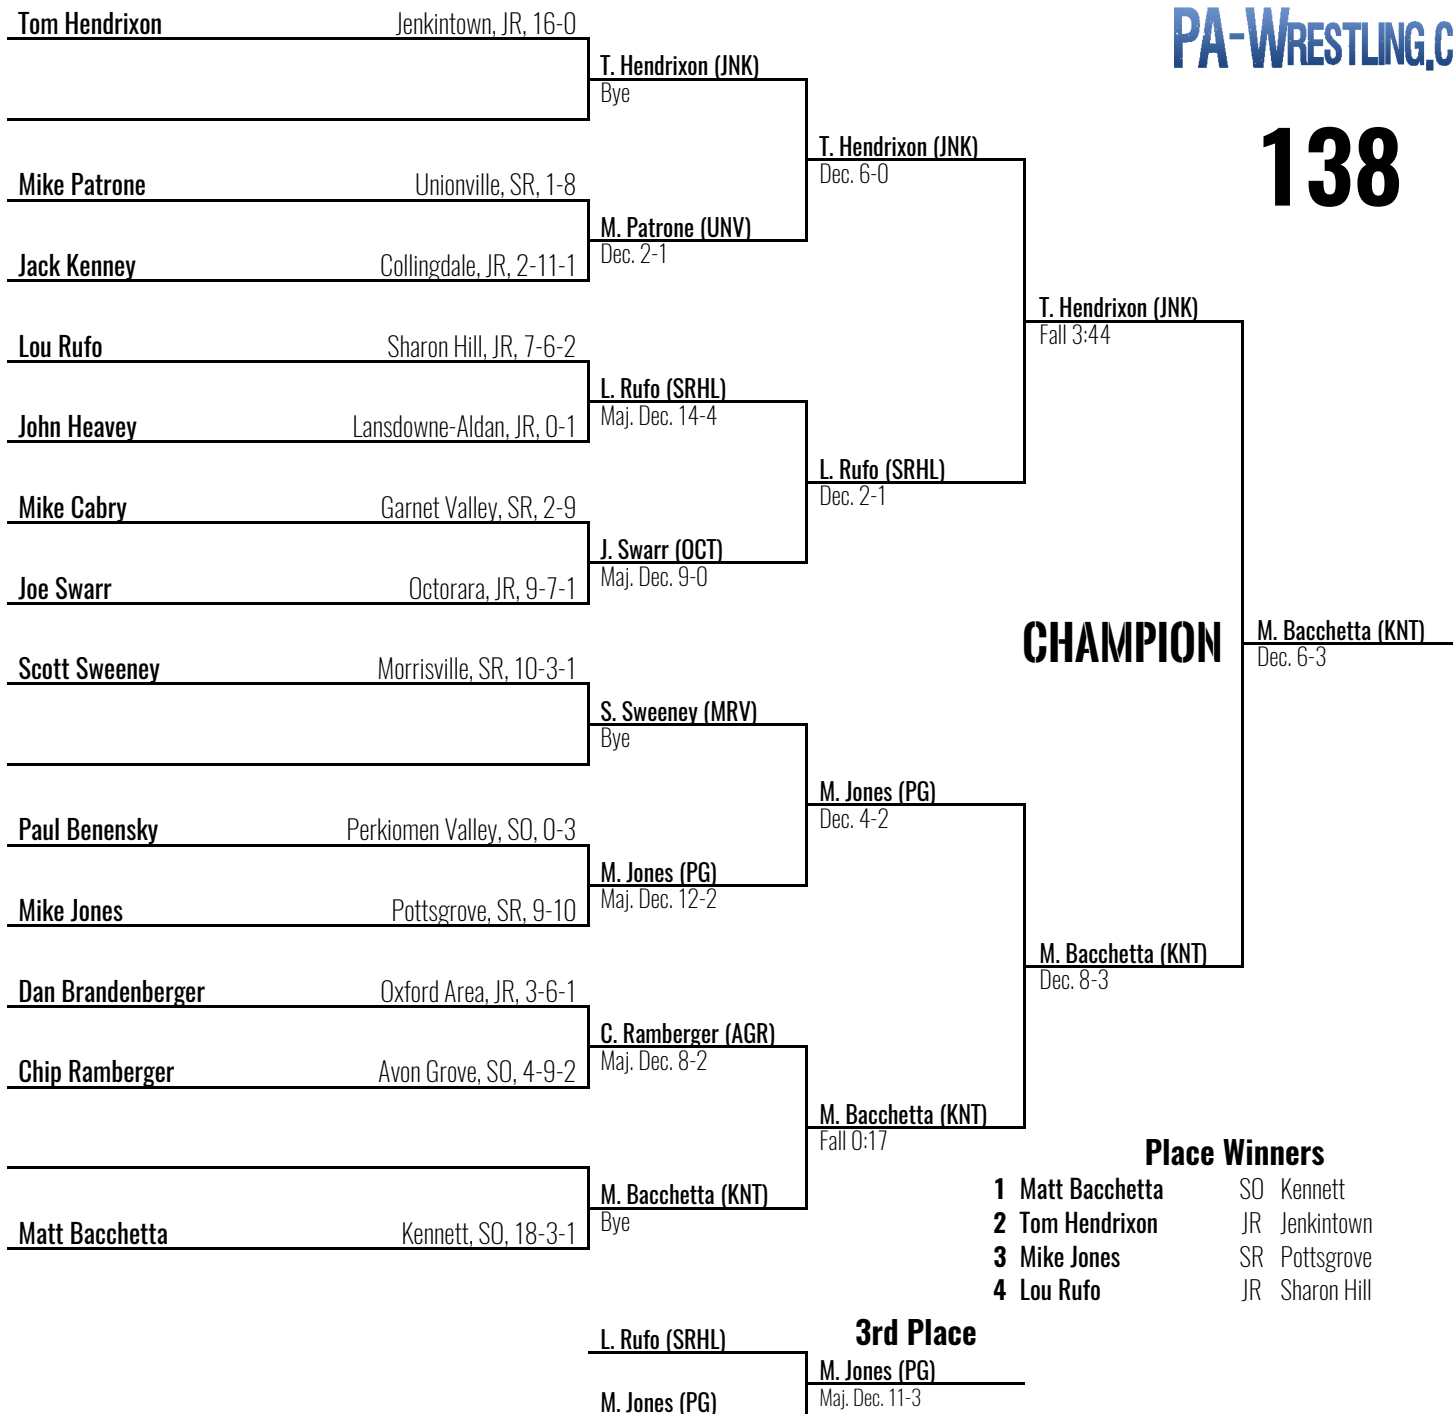 PA-WRESTLING.C
138
Tom Hendrixon Jenkintown, JR, 16-0
T. Hendrixon (JNK)
Bye
T. Hendrixon (JNK)
Dec. 6-0
Mike Patrone Unionville, SR, 1-8
M. Patrone (UNV)
Dec. 2-1
Jack Kenney Collingdale, JR, 2-11-1
T. Hendrixon (JNK)
Fall 3:44
Lou Rufo Sharon Hill, JR, 7-6-2
L. Rufo (SRHL)
Maj. Dec. 14-4
John Heavey Lansdowne-Aldan, JR, 0-1
L. Rufo (SRHL)
Dec. 2-1
Mike Cabry Garnet Valley, SR, 2-9
J. Swarr (OCT)
Maj. Dec. 9-0
Joe Swarr Octorara, JR, 9-7-1
CHAMPION
M. Bacchetta (KNT)
Dec. 6-3
Scott Sweeney Morrisville, SR, 10-3-1
S. Sweeney (MRV)
Bye
M. Jones (PG)
Dec. 4-2
Paul Benensky Perkiomen Valley, SO, 0-3
M. Jones (PG)
Maj. Dec. 12-2
Mike Jones Pottsgrove, SR, 9-10
M. Bacchetta (KNT)
Dec. 8-3
Dan Brandenberger Oxford Area, JR, 3-6-1
C. Ramberger (AGR)
Maj. Dec. 8-2
Chip Ramberger Avon Grove, SO, 4-9-2
M. Bacchetta (KNT)
Fall 0:17
M. Bacchetta (KNT)
Bye
Matt Bacchetta Kennett, SO, 18-3-1
Place Winners
1 Matt Bacchetta SO Kennett
2 Tom Hendrixon JR Jenkintown
3 Mike Jones SR Pottsgrove
4 Lou Rufo JR Sharon Hill
3rd Place
L. Rufo (SRHL)
M. Jones (PG)
Maj. Dec. 11-3
M. Jones (PG)